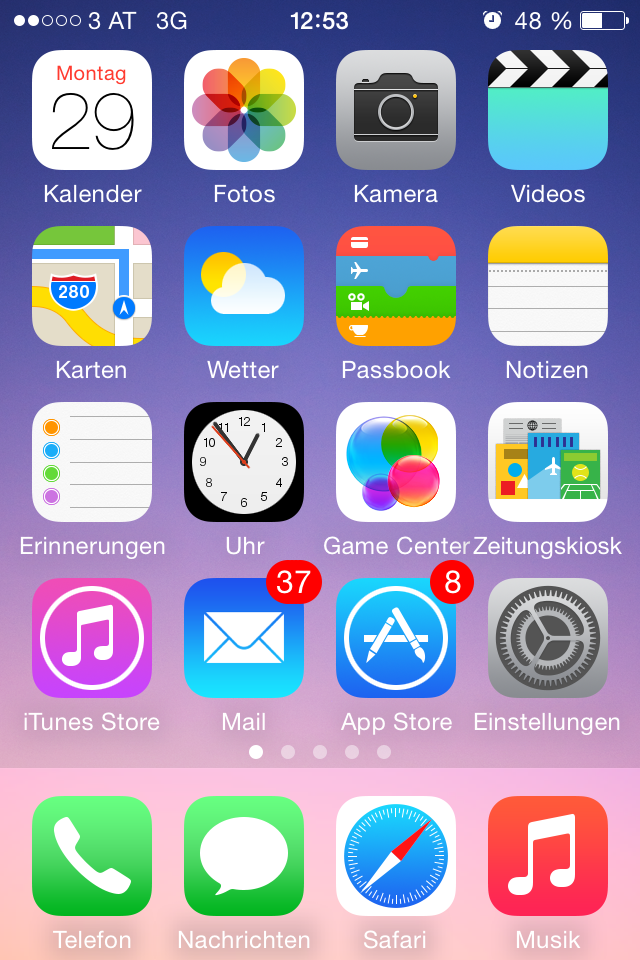 3 AT 3G 12:53 48 %
Montag
29
Kalender Fotos Kamera Videos
280
Karten Wetter Passbook Notizen
12
11 1
10 2
9 3
8 4
7 5
6
Erinnerungen Uhr Game Center Zeitungskiosk
37 8
iTunes Store Mail App Store Einstellungen
Telefon Nachrichten Safari Musik